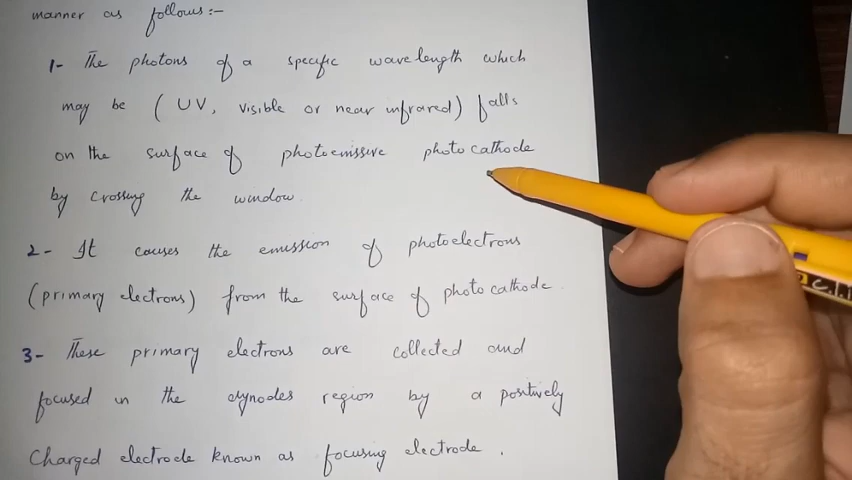 manner as follows:-
1- The photons of a specific wavelength which
may be (UV, visible or near infrared) falls
on the surface of photoemissive photocathode
by crossing the window.
2- It causes the emission of photoelectrons
(primary electrons) from the surface of photocathode.
3- These primary electrons are collected and
focused in the dynodes region by a positively
Charged electrode known as focusing electrode.